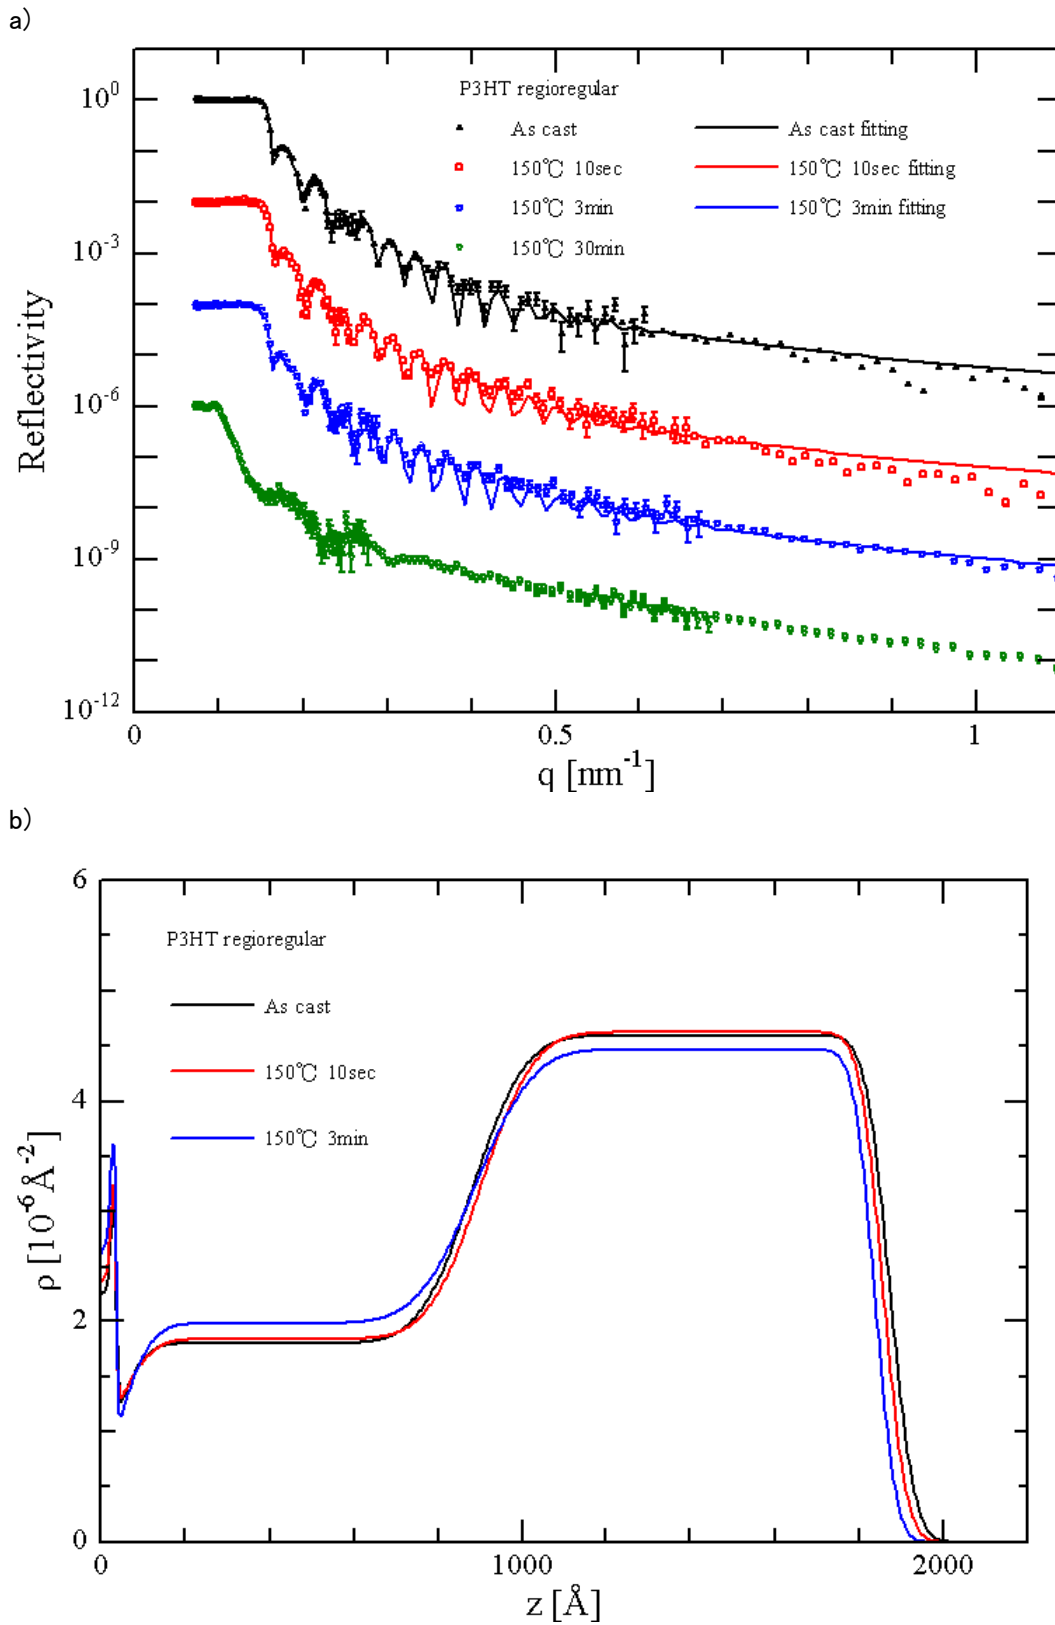 a)
P3HT regioregular
As cast
As cast fitting
150℃ 10sec
150℃ 10sec fitting
150℃ 3min
150℃ 3min fitting
150℃ 30min
10^0
10^-3
10^-6
10^-9
10^-12
Reflectivity
0
0.5
1
q [nm^-1]
b)
6
4
2
0
P3HT regioregular
As cast
150℃ 10sec
150℃ 3min
ρ [10^-6 Å^-2]
0
1000
2000
z [Å]